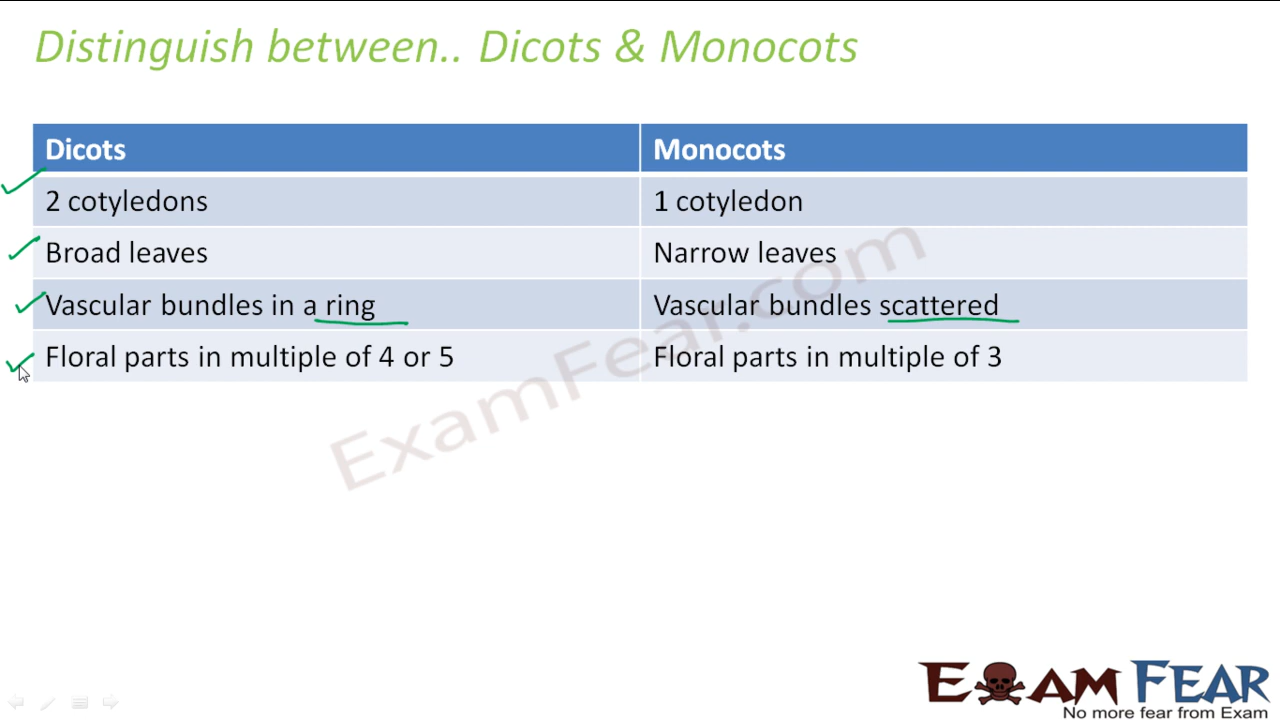 Distinguish between.. Dicots & Monocots
Dicots Monocots
2 cotyledons 1 cotyledon
Broad leaves Narrow leaves
Vascular bundles in a ring Vascular bundles scattered
Floral parts in multiple of 4 or 5 Floral parts in multiple of 3
ExamFear.com
EXAM FEAR
No more fear from Exam